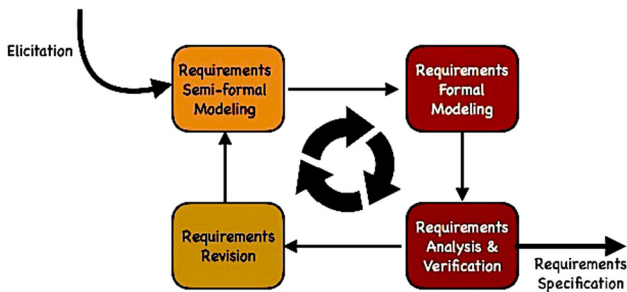 Elicitation
Requirements
Semi-formal
Modeling
Requirements
Formal
Modeling
Requirements
Revision
Requirements
Analysis &
Verification
Requirements
Specification